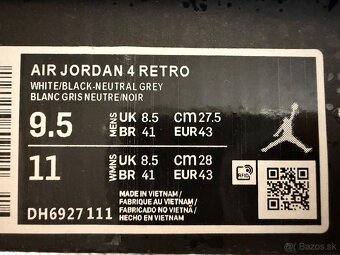 AIR JORDAN 4 RETRO
WHITE/BLACK-NEUTRAL GREY
BLANC GRIS NEUTRE/NOIR
9.5 MENS UK 8.5 CM 27.5
BR 41 EUR 43
11 WMNS UK 8.5 CM 28
BR 41 EUR 43
MADE IN VIETNAM/
FABRIQUE AU VIETNAM/
FABRICADO NO VIETNÃ/
HECHO EN VIETNAM
RFID
DH6927 111
Bazos.sk